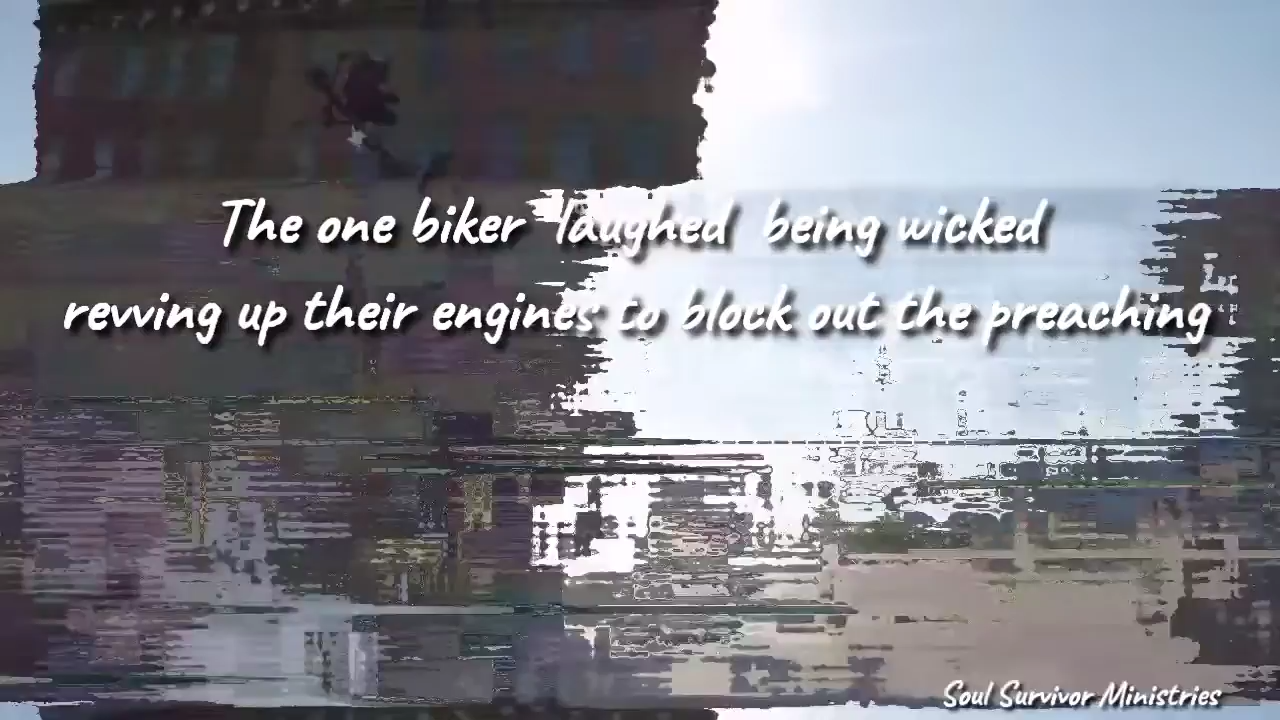 The one biker laughed being wicked
revving up their engines to block out the preaching
Soul Survivor Ministries